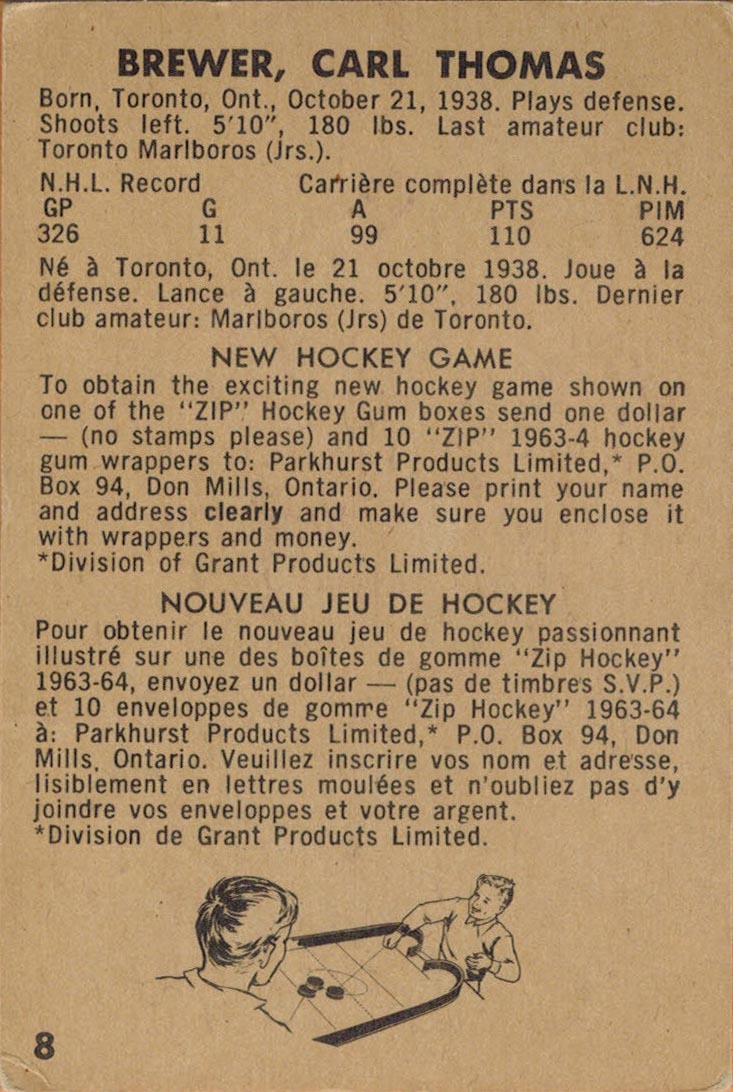 BREWER, CARL THOMAS
Born, Toronto, Ont., October 21, 1938. Plays defense.
Shoots left. 5'10", 180 lbs. Last amateur club:
Toronto Marlboros (Jrs.).
N.H.L. Record Carrière complète dans la L.N.H.
GP G A PTS PIM
326 11 99 110 624
Né à Toronto, Ont. le 21 octobre 1938. Joue à la
défense. Lance à gauche. 5'10", 180 lbs. Dernier
club amateur: Marlboros (Jrs) de Toronto.
NEW HOCKEY GAME
To obtain the exciting new hockey game shown on
one of the "ZIP" Hockey Gum boxes send one dollar
— (no stamps please) and 10 "ZIP" 1963-4 hockey
gum wrappers to: Parkhurst Products Limited,* P.O.
Box 94, Don Mills, Ontario. Please print your name
and address clearly and make sure you enclose it
with wrappers and money.
*Division of Grant Products Limited.
NOUVEAU JEU DE HOCKEY
Pour obtenir le nouveau jeu de hockey passionnant
illustré sur une des boîtes de gomme "Zip Hockey"
1963-64, envoyez un dollar — (pas de timbres S.V.P.)
et 10 enveloppes de gomme "Zip Hockey" 1963-64
à: Parkhurst Products Limited,* P.O. Box 94, Don
Mills, Ontario. Veuillez inscrire vos nom et adresse,
lisiblement en lettres moulées et n'oubliez pas d'y
joindre vos enveloppes et votre argent.
*Division de Grant Products Limited.
8